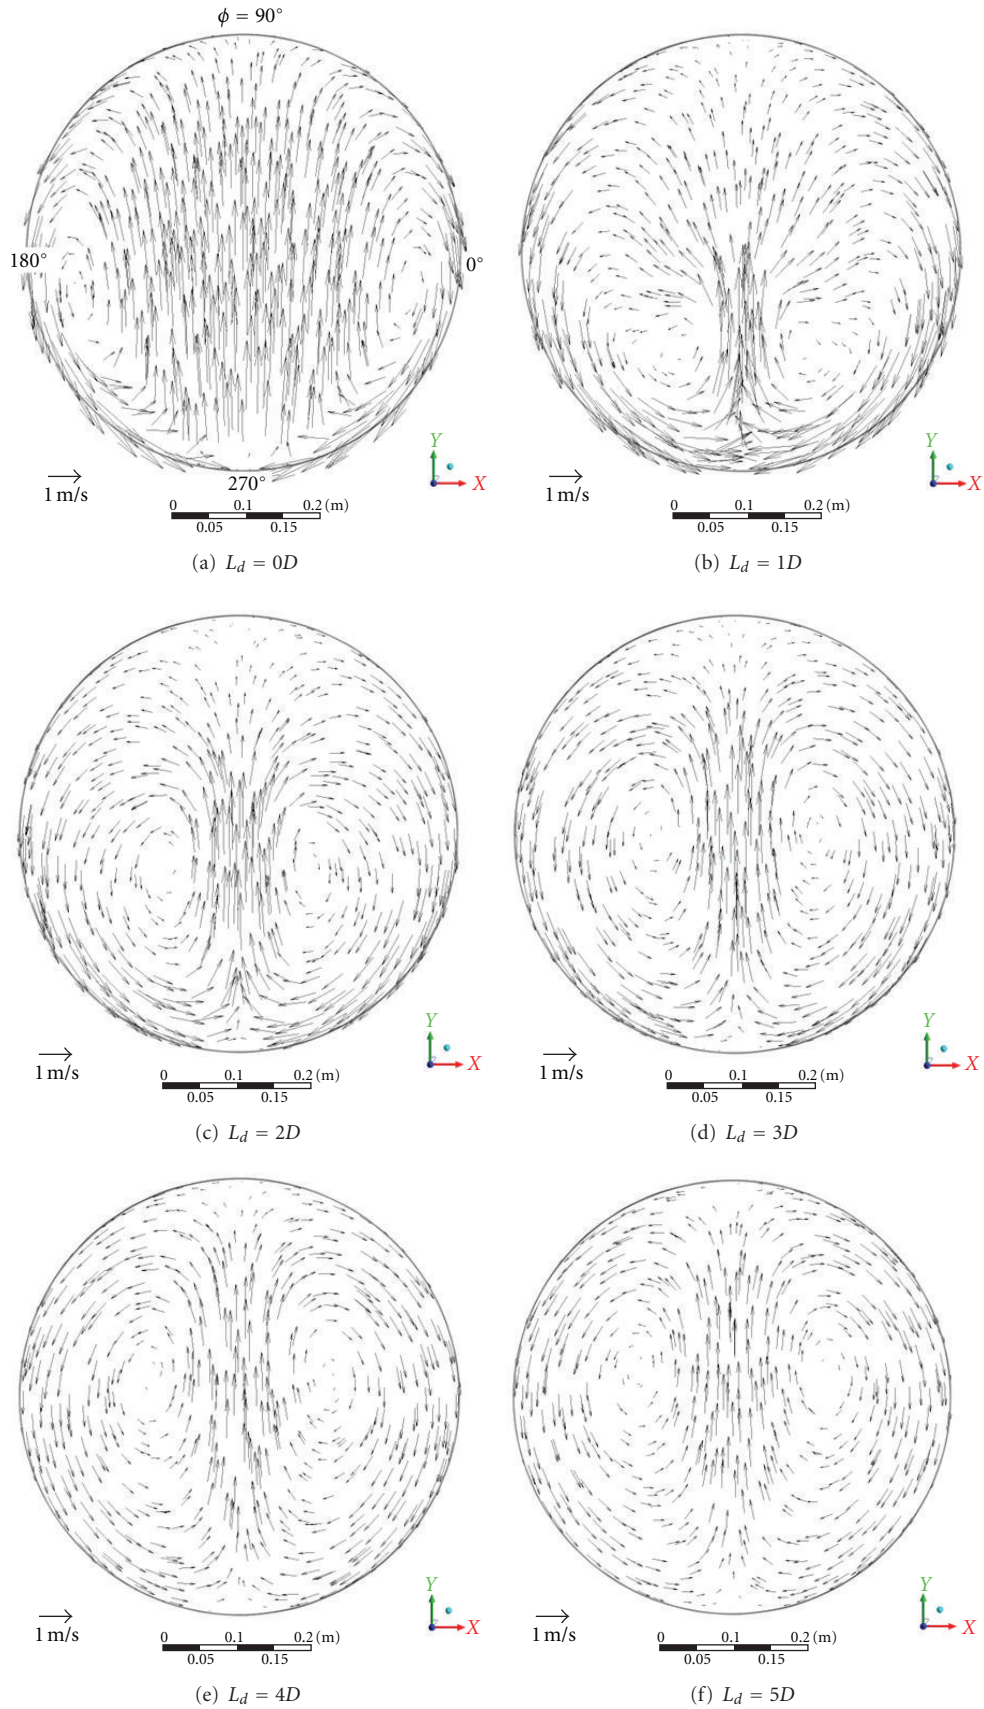 ϕ = 90°
180°
0°
270°
Y
X
1 m/s
0 0.1 0.2 (m)
0.05 0.15
(a) L_d = 0D
Y
X
1 m/s
0 0.1 0.2 (m)
0.05 0.15
(b) L_d = 1D
Y
X
1 m/s
0 0.1 0.2 (m)
0.05 0.15
(c) L_d = 2D
Y
X
1 m/s
0 0.1 0.2 (m)
0.05 0.15
(d) L_d = 3D
Y
X
1 m/s
0 0.1 0.2 (m)
0.05 0.15
(e) L_d = 4D
Y
X
1 m/s
0 0.1 0.2 (m)
0.05 0.15
(f) L_d = 5D